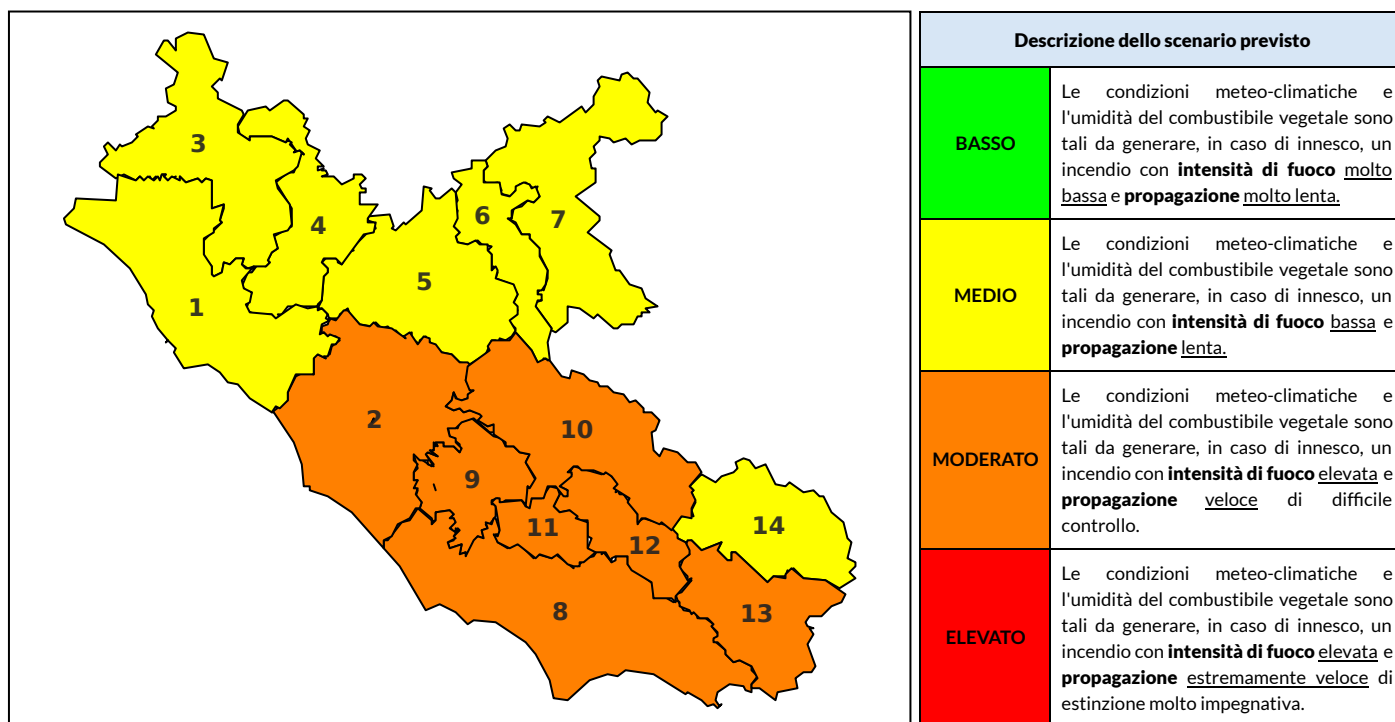 3
4
6
7
5
1
2
10
9
11
12
14
8
13
Descrizione dello scenario previsto
BASSO
Le condizioni meteo-climatiche e
l'umidità del combustibile vegetale sono
tali da generare, in caso di innesco, un
incendio con intensità di fuoco molto
bassa e propagazione molto lenta.
MEDIO
Le condizioni meteo-climatiche e
l'umidità del combustibile vegetale sono
tali da generare, in caso di innesco, un
incendio con intensità di fuoco bassa e
propagazione lenta.
MODERATO
Le condizioni meteo-climatiche e
l'umidità del combustibile vegetale sono
tali da generare, in caso di innesco, un
incendio con intensità di fuoco elevata e
propagazione veloce di difficile
controllo.
ELEVATO
Le condizioni meteo-climatiche e
l'umidità del combustibile vegetale sono
tali da generare, in caso di innesco, un
incendio con intensità di fuoco elevata e
propagazione estremamente veloce di
estinzione molto impegnativa.